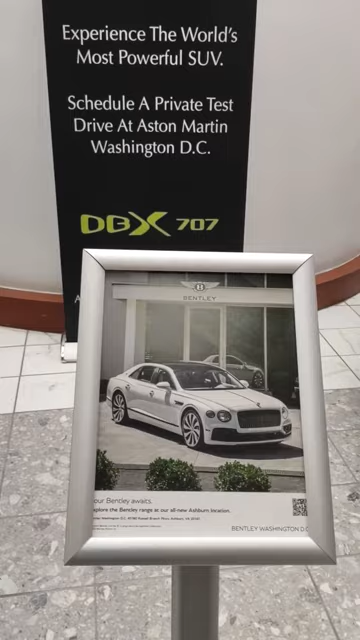 Experience The World's
Most Powerful SUV.
Schedule A Private Test
Drive At Aston Martin
Washington D.C.
DBX 707
B
BENTLEY
our Bentley awaits.
xplore the Bentley range at our all-new Ashburn location.
BENTLEY WASHINGTON D.C